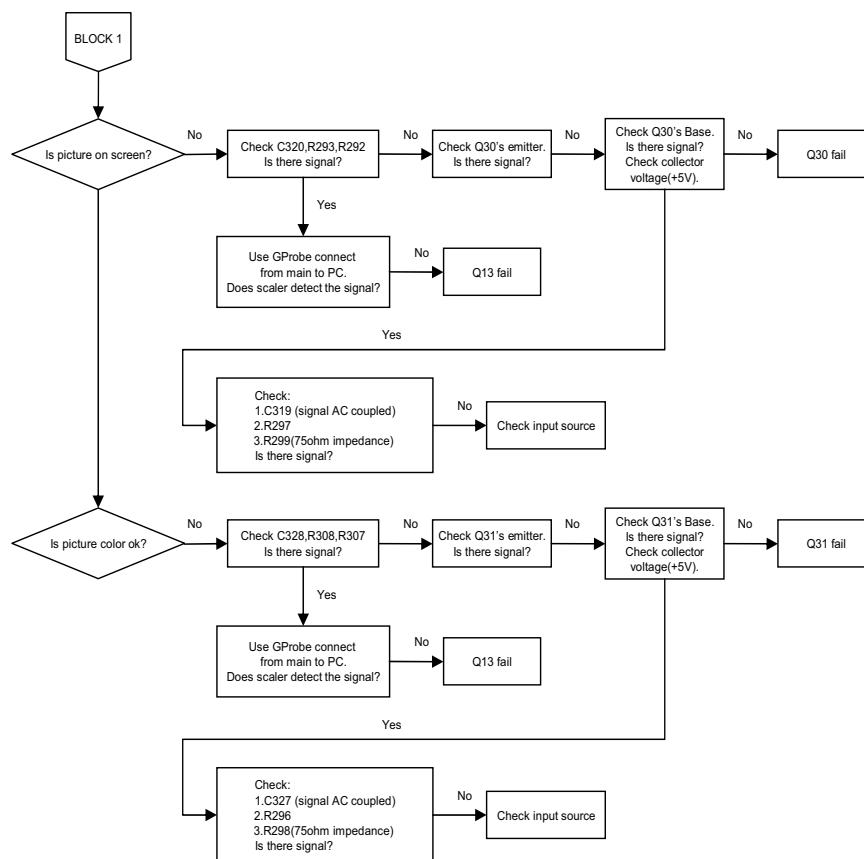 BLOCK 1
Is picture on screen?
No
Check C320,R293,R292
Is there signal?
No
Check Q30’s emitter.
Is there signal?
No
Check Q30’s Base.
Is there signal?
Check collector
voltage(+5V).
No
Q30 fail
Yes
Use GProbe connect
from main to PC.
Does scaler detect the signal?
No
Q13 fail
Yes
Check:
1.C319 (signal AC coupled)
2.R297
3.R299(75ohm impedance)
Is there signal?
No
Check input source
Is picture color ok?
No
Check C328,R308,R307
Is there signal?
No
Check Q31’s emitter.
Is there signal?
No
Check Q31’s Base.
Is there signal?
Check collector
voltage(+5V).
No
Q31 fail
Yes
Use GProbe connect
from main to PC.
Does scaler detect the signal?
No
Q13 fail
Yes
Check:
1.C327 (signal AC coupled)
2.R296
3.R298(75ohm impedance)
Is there signal?
No
Check input source